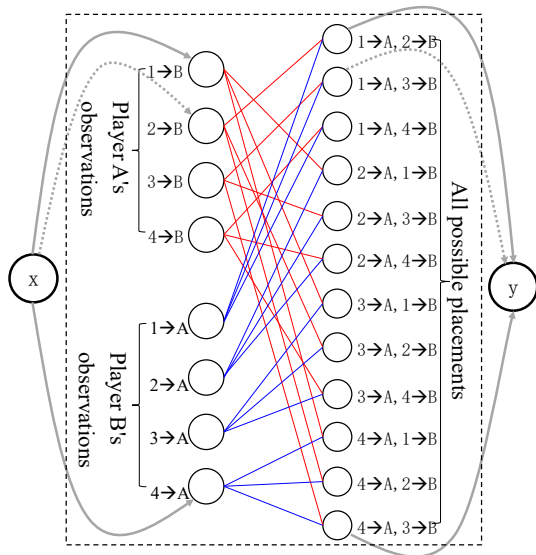 x
Player A's
observations
1→B
2→B
3→B
4→B
Player B's
observations
1→A
2→A
3→A
4→A
1→A, 2→B
1→A, 3→B
1→A, 4→B
2→A, 1→B
2→A, 3→B
2→A, 4→B
3→A, 1→B
3→A, 2→B
3→A, 4→B
4→A, 1→B
4→A, 2→B
4→A, 3→B
All possible placements
y